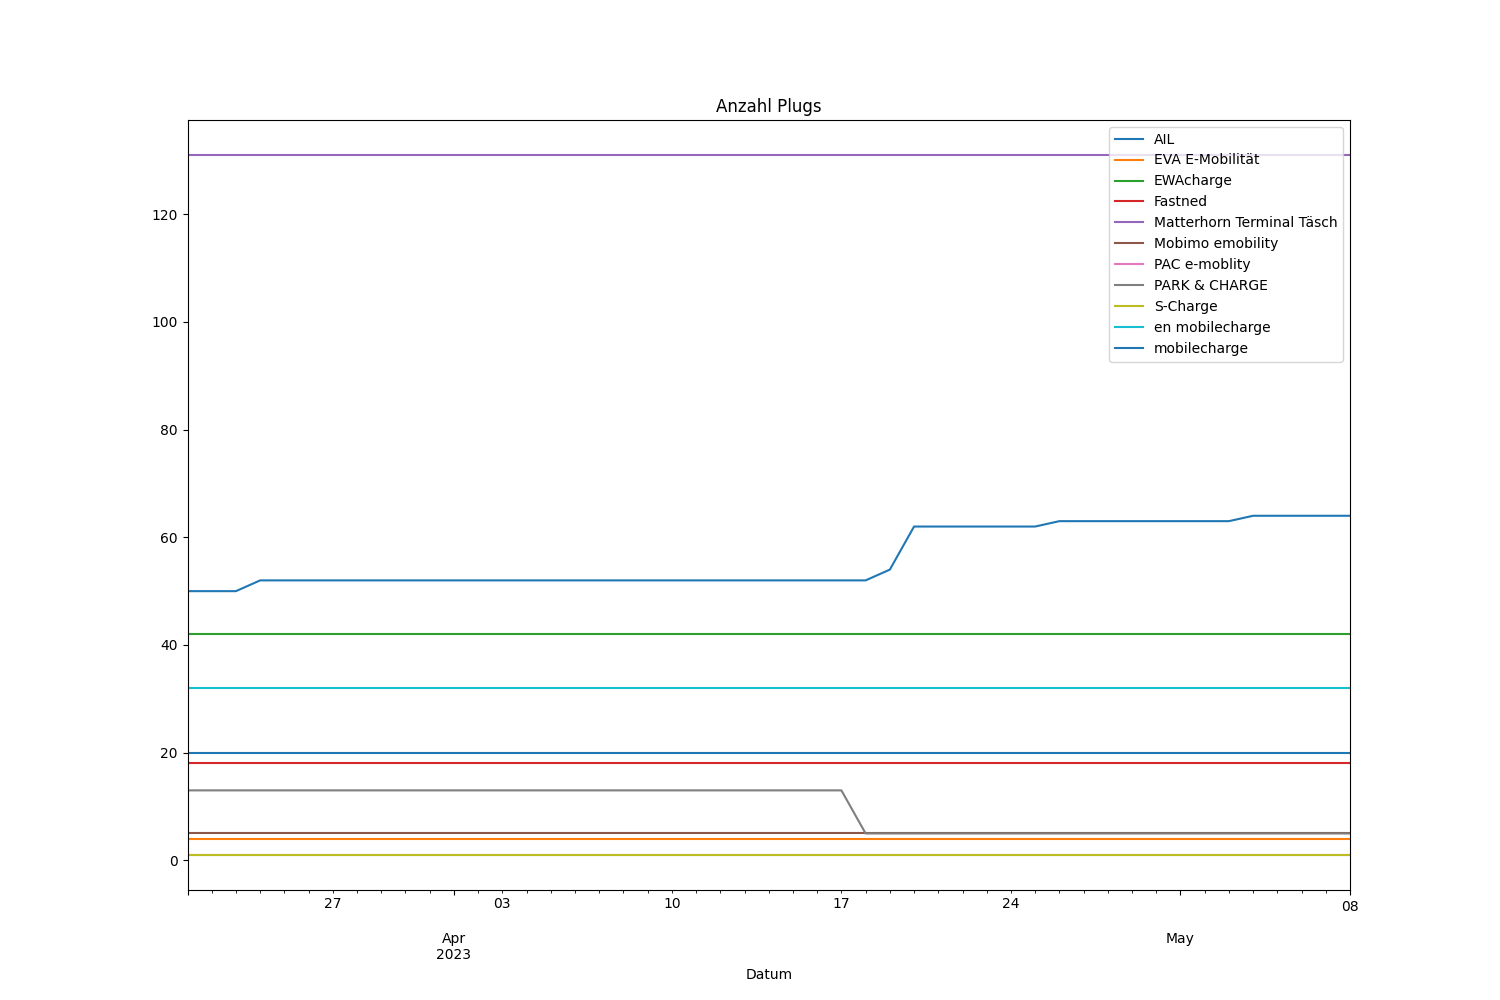 Anzahl Plugs
AIL
EVA E-Mobilität
EWAcharge
Fastned
Matterhorn Terminal Täsch
Mobimo emobility
PAC e-moblity
PARK & CHARGE
S-Charge
en mobilecharge
mobilecharge
120
100
80
60
40
20
0
27 03 10 17 24 08
Apr May
2023
Datum